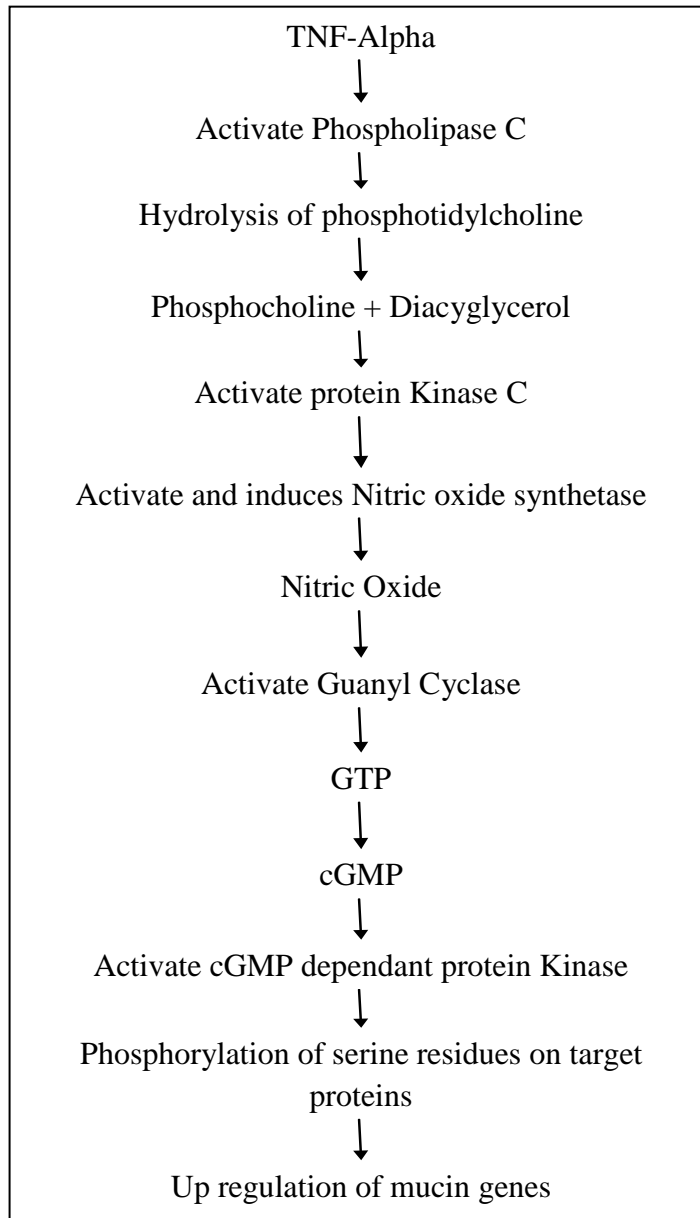 TNF-Alpha
Activate Phospholipase C
Hydrolysis of phosphotidylcholine
Phosphocholine + Diacyglycerol
Activate protein Kinase C
Activate and induces Nitric oxide synthetase
Nitric Oxide
Activate Guanyl Cyclase
GTP
cGMP
Activate cGMP dependant protein Kinase
Phosphorylation of serine residues on target
proteins
Up regulation of mucin genes